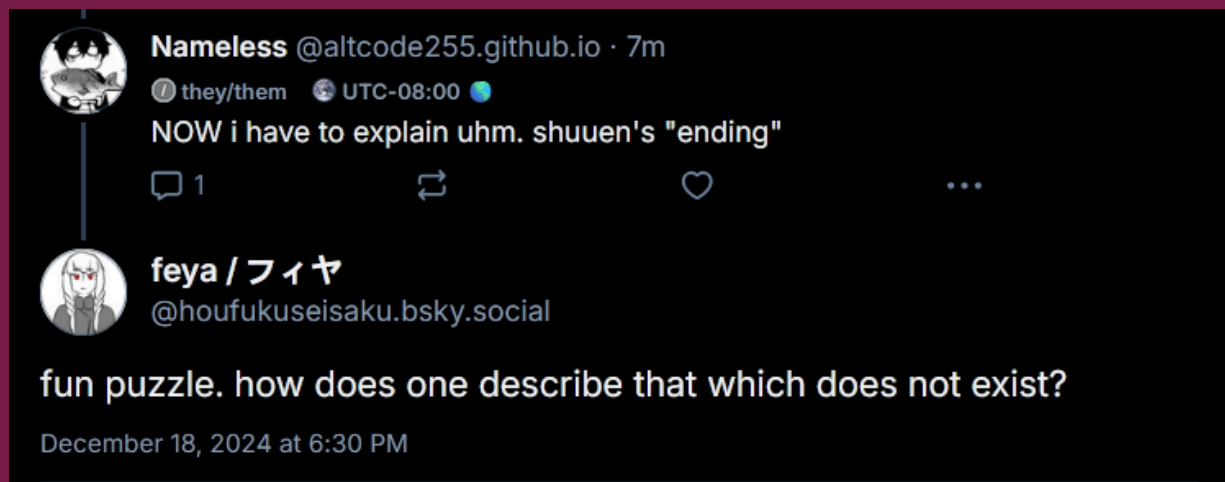 Nameless @altcode255.github.io · 7m
they/them UTC-08:00
NOW i have to explain uhm. shuuen's "ending"
1
feya / フィヤ
@houfukuseisaku.bsky.social
fun puzzle. how does one describe that which does not exist?
December 18, 2024 at 6:30 PM